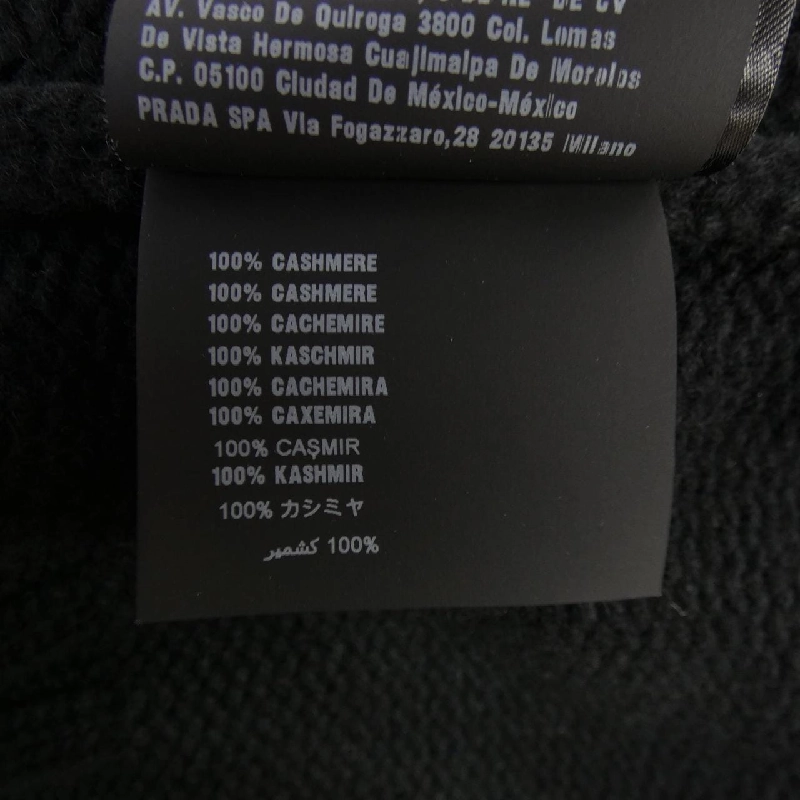 DE CV
AV. Vasco De Quiroga 3800 Col. Lomas
De Vista Hermosa Cuajimalpa De Morelos
C.P. 05100 Ciudad De México-México
PRADA SPA Via Fogazzaro,28 20135 Milano
100% CASHMERE
100% CASHMERE
100% CACHEMIRE
100% KASCHMIR
100% CACHEMIRA
100% CAXEMIRA
100% CAŞMIR
100% KASHMIR
100% カシミヤ
100% كشمير